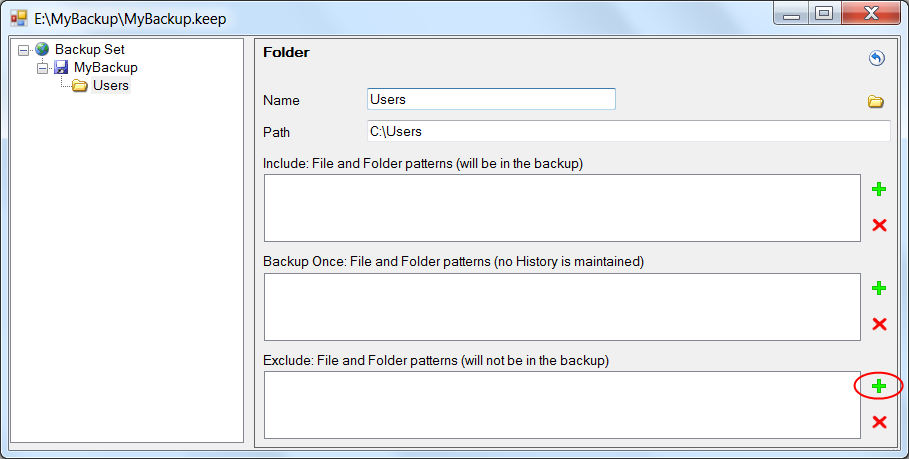 E:\MyBackup\MyBackup.keep
Backup Set
MyBackup
Users
Folder
Name
Users
Path
C:\Users
Include: File and Folder patterns (will be in the backup)
Backup Once: File and Folder patterns (no History is maintained)
Exclude: File and Folder patterns (will not be in the backup)